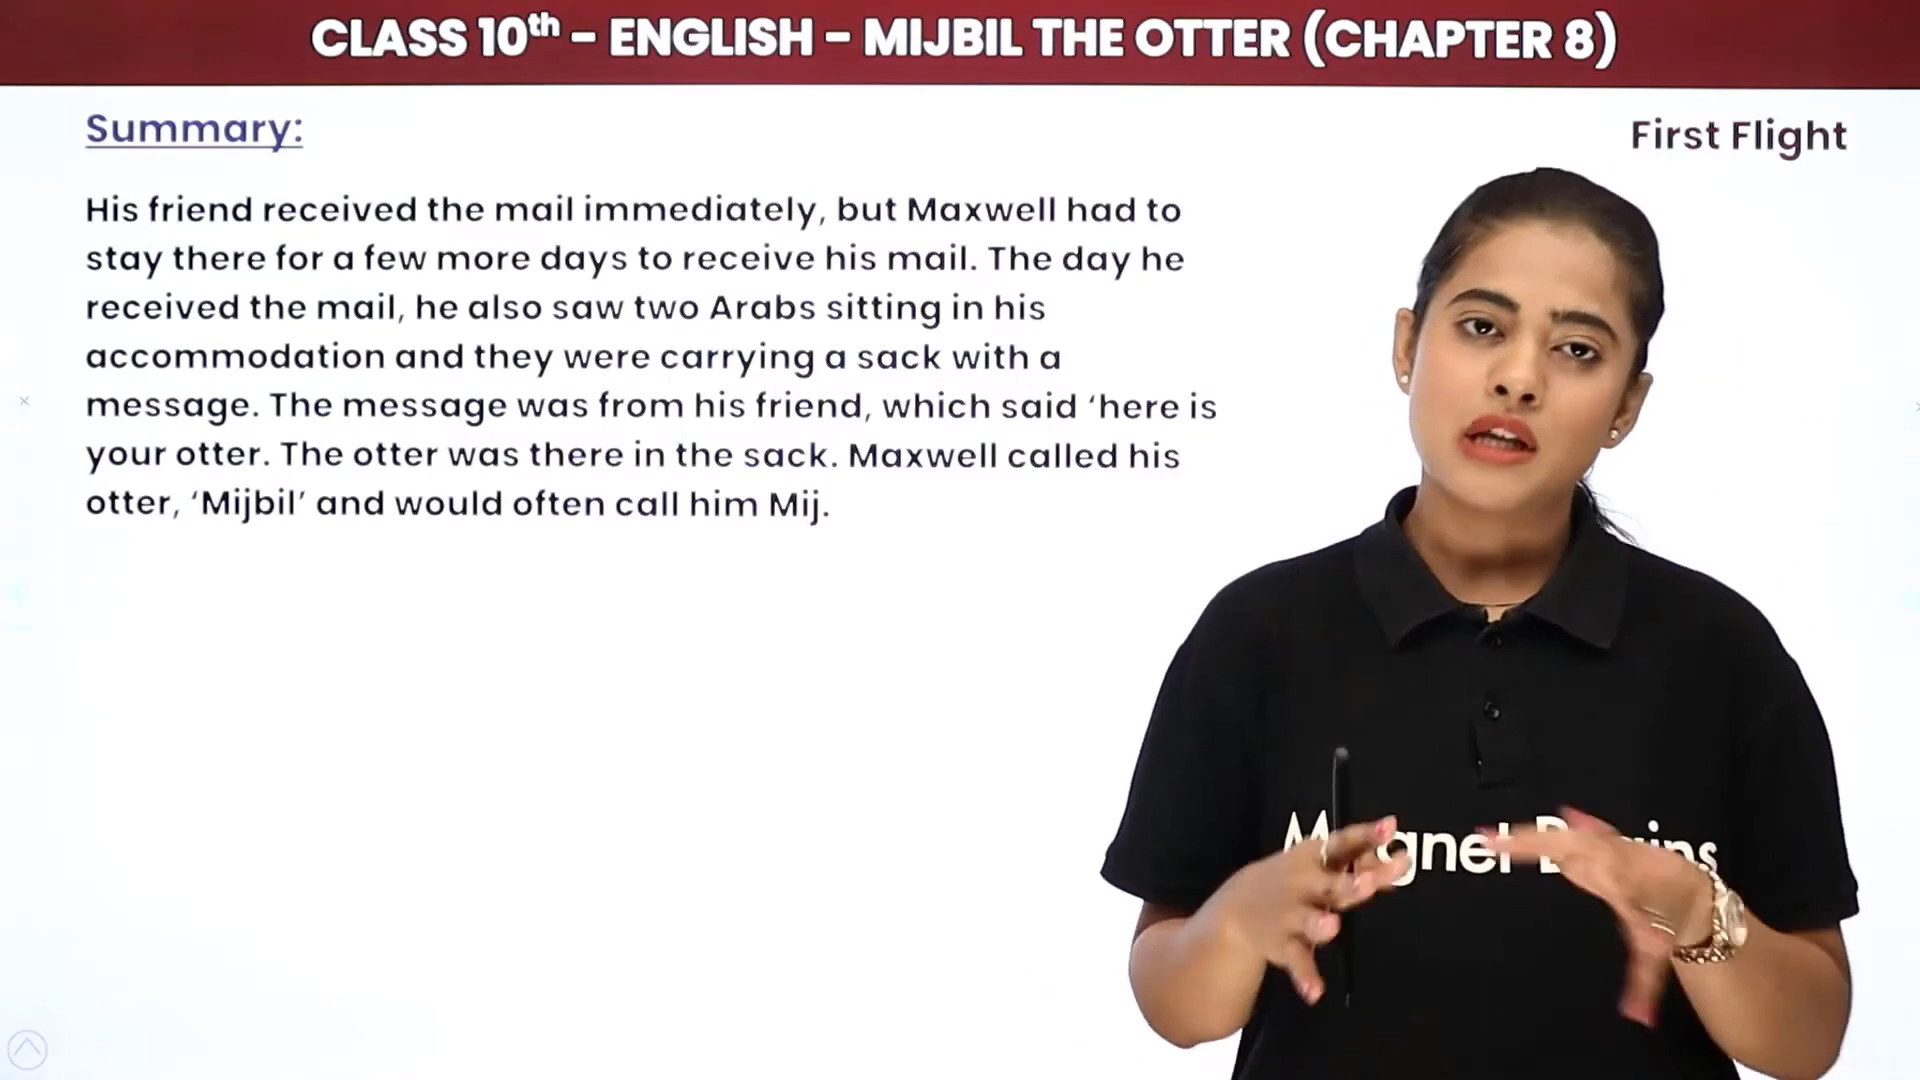 CLASS 10th - ENGLISH - MIJBIL THE OTTER (CHAPTER 8)
Summary:
First Flight
His friend received the mail immediately, but Maxwell had to
stay there for a few more days to receive his mail. The day he
received the mail, he also saw two Arabs sitting in his
accommodation and they were carrying a sack with a
message. The message was from his friend, which said ‘here is
your otter. The otter was there in the sack. Maxwell called his
otter, ‘Mijbil’ and would often call him Mij.